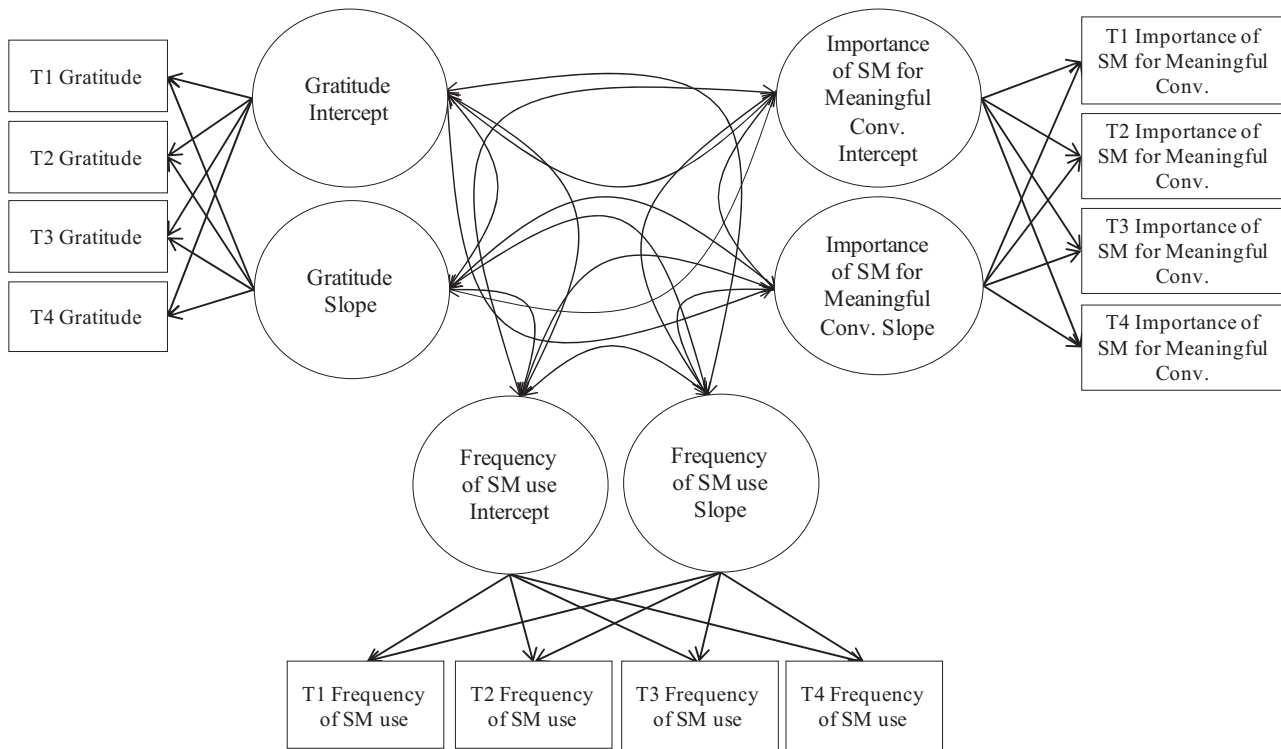 T1 Gratitude
T2 Gratitude
T3 Gratitude
T4 Gratitude
Gratitude
Intercept
Gratitude
Slope
Importance
of SM for
Meaningful
Conv.
Intercept
Importance
of SM for
Meaningful
Conv. Slope
T1 Importance of
SM for Meaningful
Conv.
T2 Importance of
SM for Meaningful
Conv.
T3 Importance of
SM for Meaningful
Conv.
T4 Importance of
SM for Meaningful
Conv.
Frequency
of SM use
Intercept
Frequency
of SM use
Slope
T1 Frequency
of SM use
T2 Frequency
of SM use
T3 Frequency
of SM use
T4 Frequency
of SM use